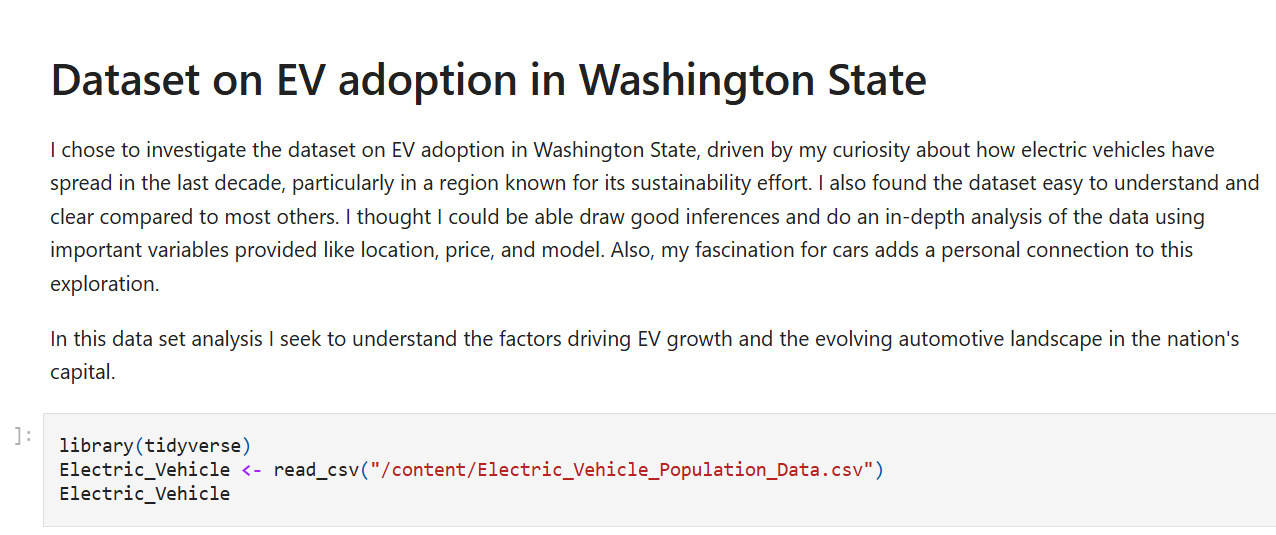 Dataset on EV adoption in Washington State
I chose to investigate the dataset on EV adoption in Washington State, driven by my curiosity about how electric vehicles have
spread in the last decade, particularly in a region known for its sustainability effort. I also found the dataset easy to understand and
clear compared to most others. I thought I could be able draw good inferences and do an in-depth analysis of the data using
important variables provided like location, price, and model. Also, my fascination for cars adds a personal connection to this
exploration.
In this data set analysis I seek to understand the factors driving EV growth and the evolving automotive landscape in the nation's
capital.
]:
library(tidyverse)
Electric_Vehicle <- read_csv("/content/Electric_Vehicle_Population_Data.csv")
Electric_Vehicle